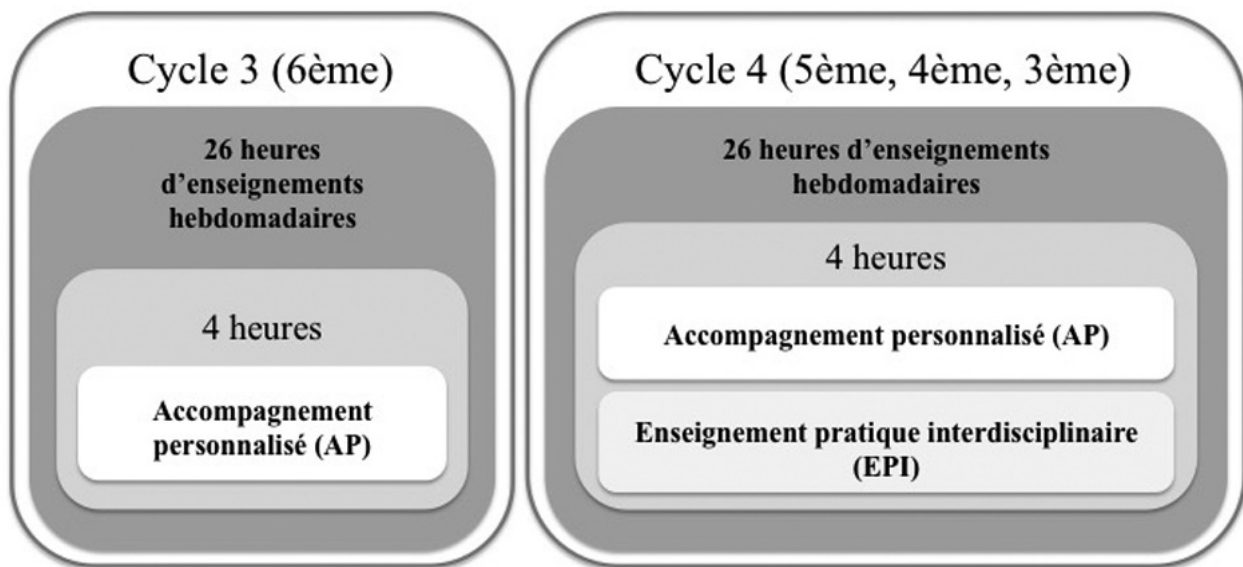 Cycle 3 (6ème)
26 heures
d’enseignements
hebdomadaires
4 heures
Accompagnement
personnalisé (AP)
Cycle 4 (5ème, 4ème, 3ème)
26 heures d’enseignements
hebdomadaires
4 heures
Accompagnement personnalisé (AP)
Enseignement pratique interdisciplinaire
(EPI)